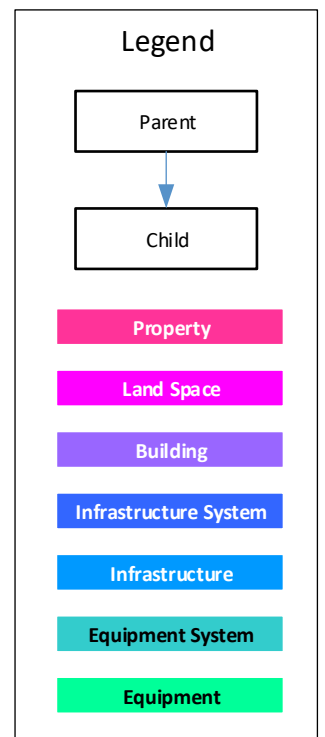 Legend
Parent
Child
Property
Land Space
Building
Infrastructure System
Infrastructure
Equipment System
Equipment